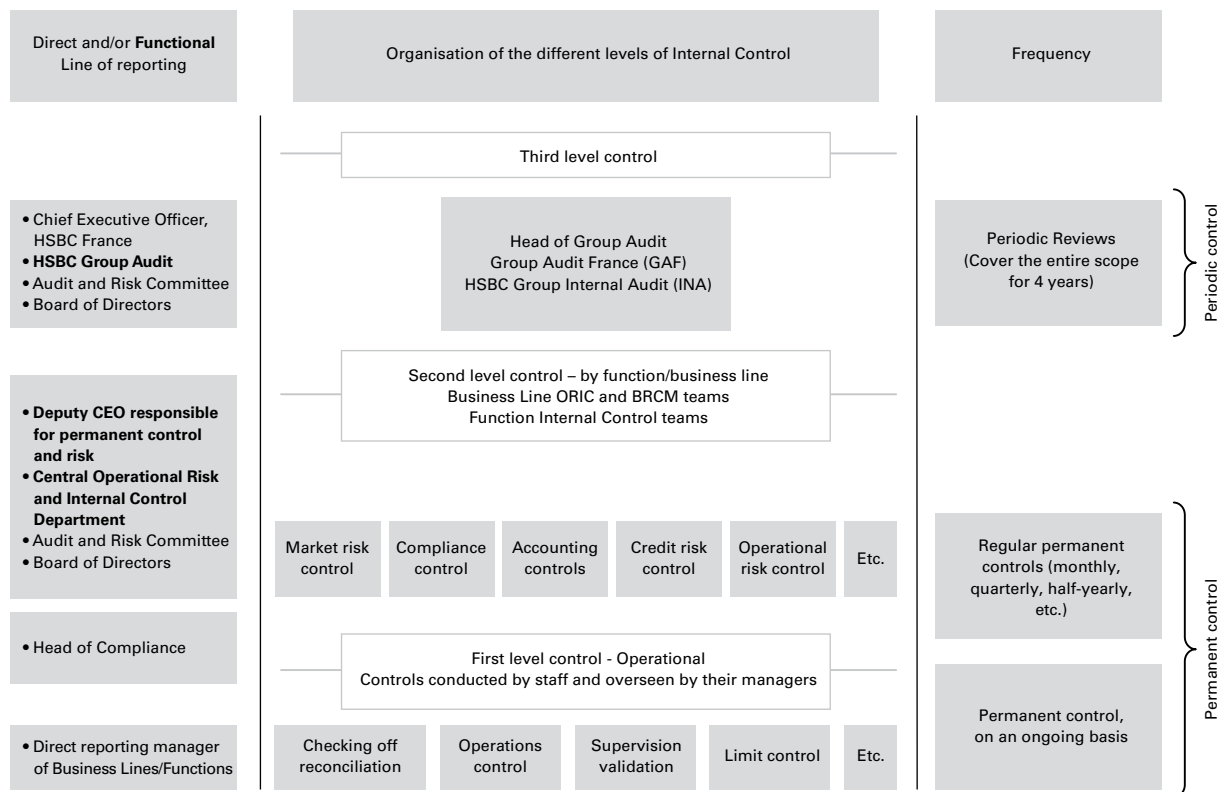 Direct and/or Functional
Line of reporting
Organisation of the different levels of Internal Control
Frequency
Third level control
• Chief Executive Officer,
HSBC France
• HSBC Group Audit
• Audit and Risk Committee
• Board of Directors
Head of Group Audit
Group Audit France (GAF)
HSBC Group Internal Audit (INA)
Periodic Reviews
(Cover the entire scope
for 4 years)
Periodic control
Second level control – by function/business line
Business Line ORIC and BRCM teams
Function Internal Control teams
• Deputy CEO responsible
for permanent control
and risk
• Central Operational Risk
and Internal Control
Department
• Audit and Risk Committee
• Board of Directors
Market risk
control
Compliance
control
Accounting
controls
Credit risk
control
Operational
risk control
Etc.
Regular permanent
controls (monthly,
quarterly, half-yearly,
etc.)
Permanent control
• Head of Compliance
First level control - Operational
Controls conducted by staff and overseen by their managers
• Direct reporting manager
of Business Lines/Functions
Checking off
reconciliation
Operations
control
Supervision
validation
Limit control
Etc.
Permanent control,
on an ongoing basis